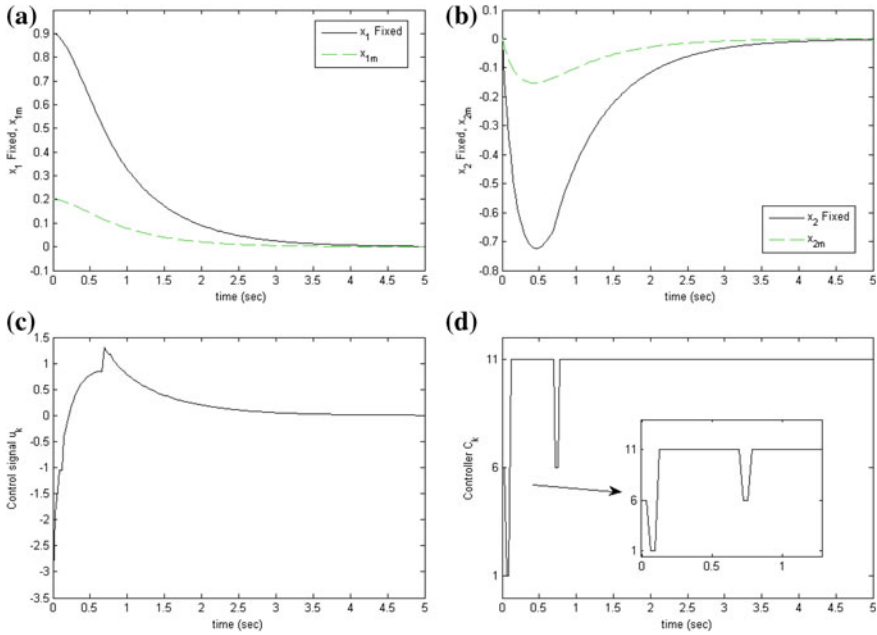 (a)
0.9
0.8
0.7
0.6
0.5
0.4
0.3
0.2
0.1
0
-0.1
x1 Fixed, x1m
x1 Fixed
x1m
0 0.5 1 1.5 2 2.5 3 3.5 4 4.5 5
time (sec)
(b)
0
-0.1
-0.2
-0.3
-0.4
-0.5
-0.6
-0.7
-0.8
x2 Fixed, x2m
x2 Fixed
x2m
0 0.5 1 1.5 2 2.5 3 3.5 4 4.5 5
time (sec)
(c)
1.5
1
0.5
0
-0.5
-1
-1.5
-2
-2.5
-3
-3.5
Control signal uk
0 0.5 1 1.5 2 2.5 3 3.5 4 4.5 5
time (sec)
(d)
11
6
1
Controller Ck
11
6
1
0 0.5 1
0 0.5 1 1.5 2 2.5 3 3.5 4 4.5 5
time (sec)